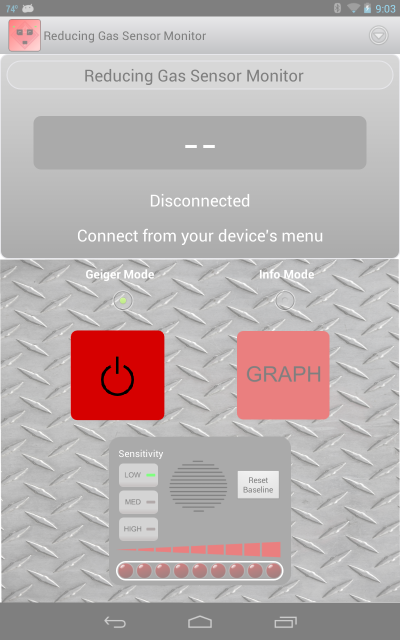 74° 9:03
Reducing Gas Sensor Monitor
Reducing Gas Sensor Monitor
--
Disconnected
Connect from your device's menu
Geiger Mode Info Mode
GRAPH
Sensitivity
LOW
MED
HIGH
Reset
Baseline